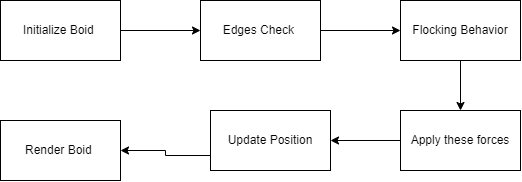 Initialize Boid
Edges Check
Flocking Behavior
Apply these forces
Update Position
Render Boid